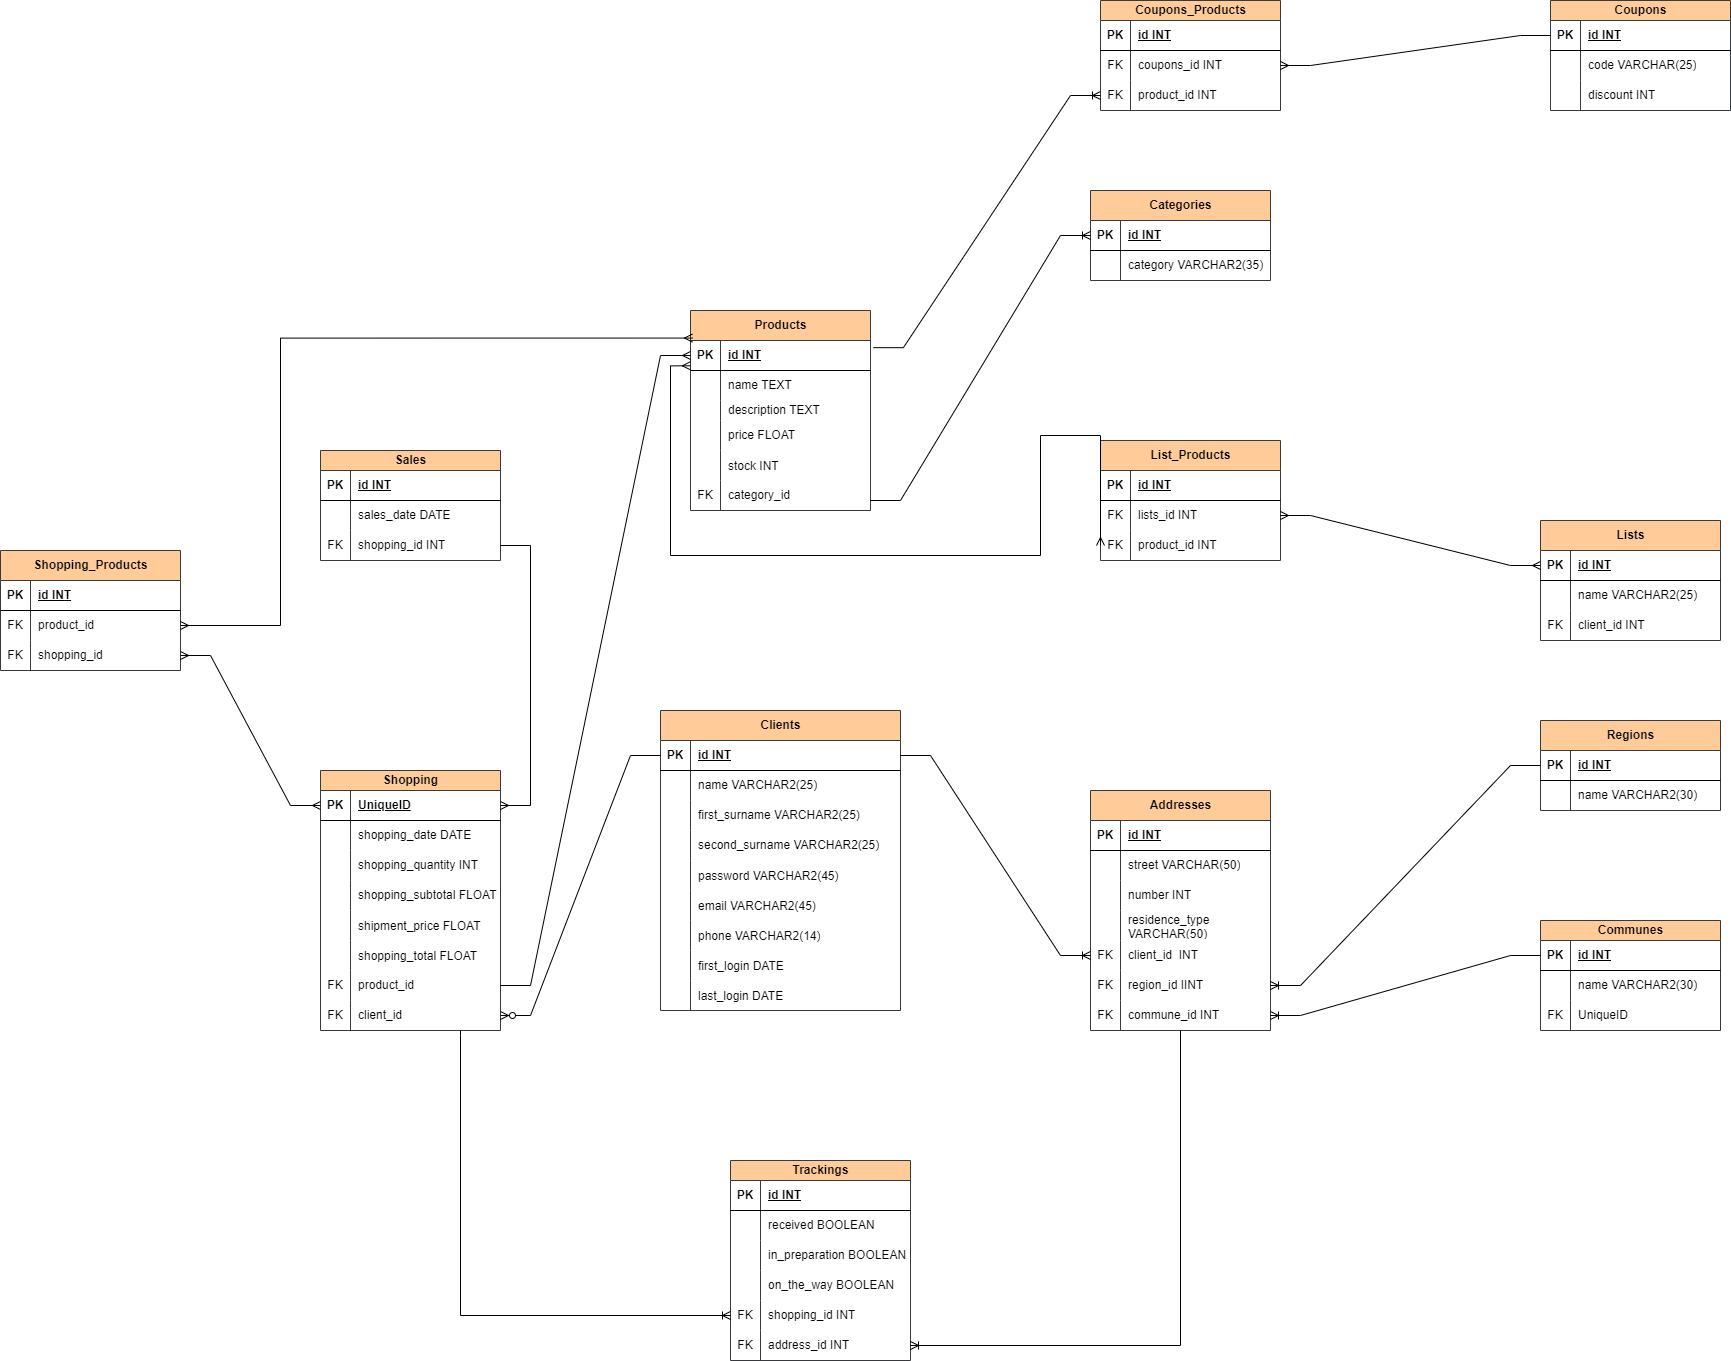 Coupons_Products
PK id INT
FK coupons_id INT
FK product_id INT
Coupons
PK id INT
code VARCHAR(25)
discount INT
Categories
PK id INT
category VARCHAR2(35)
Products
PK id INT
name TEXT
description TEXT
price FLOAT
stock INT
FK category_id
List_Products
PK id INT
FK lists_id INT
FK product_id INT
Sales
PK id INT
sales_date DATE
FK shopping_id INT
Lists
PK id INT
name VARCHAR2(25)
FK client_id INT
Shopping_Products
PK id INT
FK product_id
FK shopping_id
Clients
PK id INT
name VARCHAR2(25)
first_surname VARCHAR2(25)
second_surname VARCHAR2(25)
password VARCHAR2(45)
email VARCHAR2(45)
phone VARCHAR2(14)
first_login DATE
last_login DATE
Regions
PK id INT
name VARCHAR2(30)
Shopping
PK UniqueID
shopping_date DATE
shopping_quantity INT
shopping_subtotal FLOAT
shipment_price FLOAT
shopping_total FLOAT
FK product_id
FK client_id
Addresses
PK id INT
street VARCHAR(50)
number INT
residence_type
VARCHAR(50)
FK client_id INT
FK region_id IINT
FK commune_id INT
Communes
PK id INT
name VARCHAR2(30)
FK UniqueID
Trackings
PK id INT
received BOOLEAN
in_preparation BOOLEAN
on_the_way BOOLEAN
FK shopping_id INT
FK address_id INT